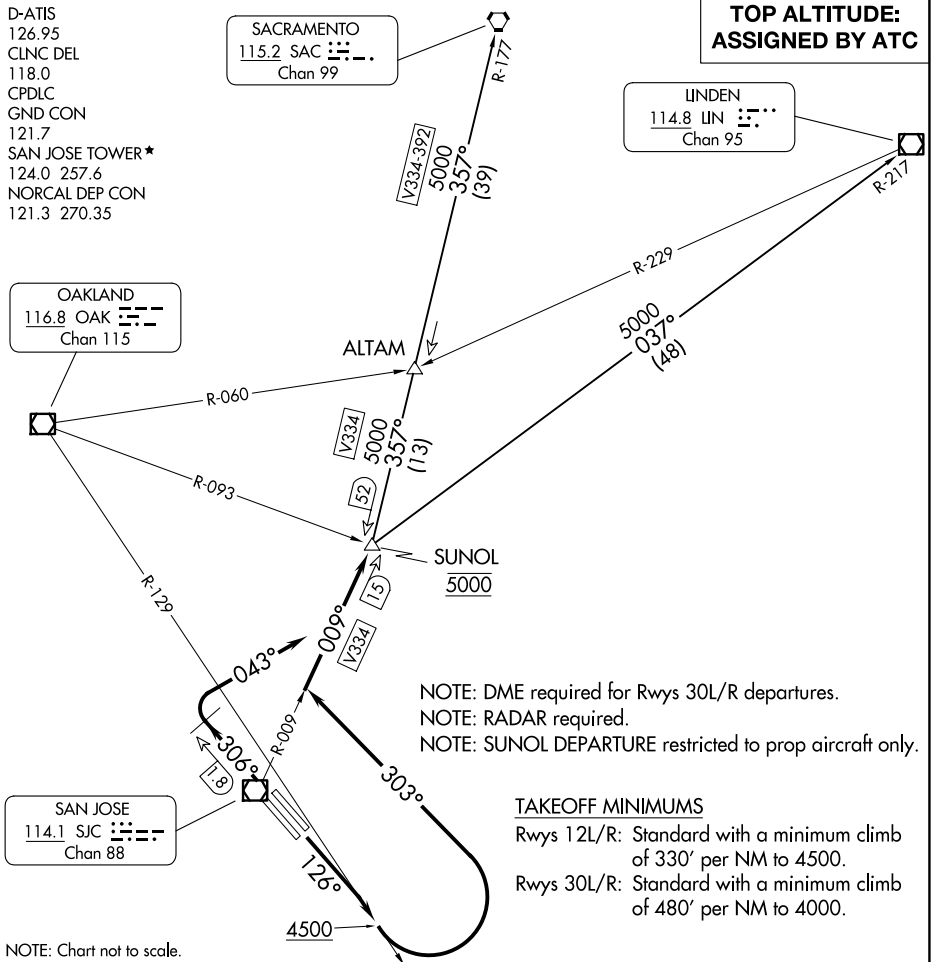 D-ATIS
126.95
CLNC DEL
118.0
CPDLC
GND CON
121.7
SAN JOSE TOWER★
124.0 257.6
NORCAL DEP CON
121.3 270.35
SACRAMENTO
115.2 SAC
Chan 99
TOP ALTITUDE:
ASSIGNED BY ATC
R-177
LINDEN
114.8 LIN
Chan 95
R-217
V334-392
5000
357°
(39)
R-229
OAKLAND
116.8 OAK
Chan 115
5000
037°
(48)
ALTAM
R-060
V334
5000
357°
(13)
R-093
52
SUNOL
5000
15
R-129
009°
V334
043°
R-009
NOTE: DME required for Rwys 30L/R departures.
NOTE: RADAR required.
NOTE: SUNOL DEPARTURE restricted to prop aircraft only.
306°
1.8
303°
SAN JOSE
114.1 SJC
Chan 88
126°
4500
TAKEOFF MINIMUMS
Rwys 12L/R: Standard with a minimum climb
of 330' per NM to 4500.
Rwys 30L/R: Standard with a minimum climb
of 480' per NM to 4000.
NOTE: Chart not to scale.